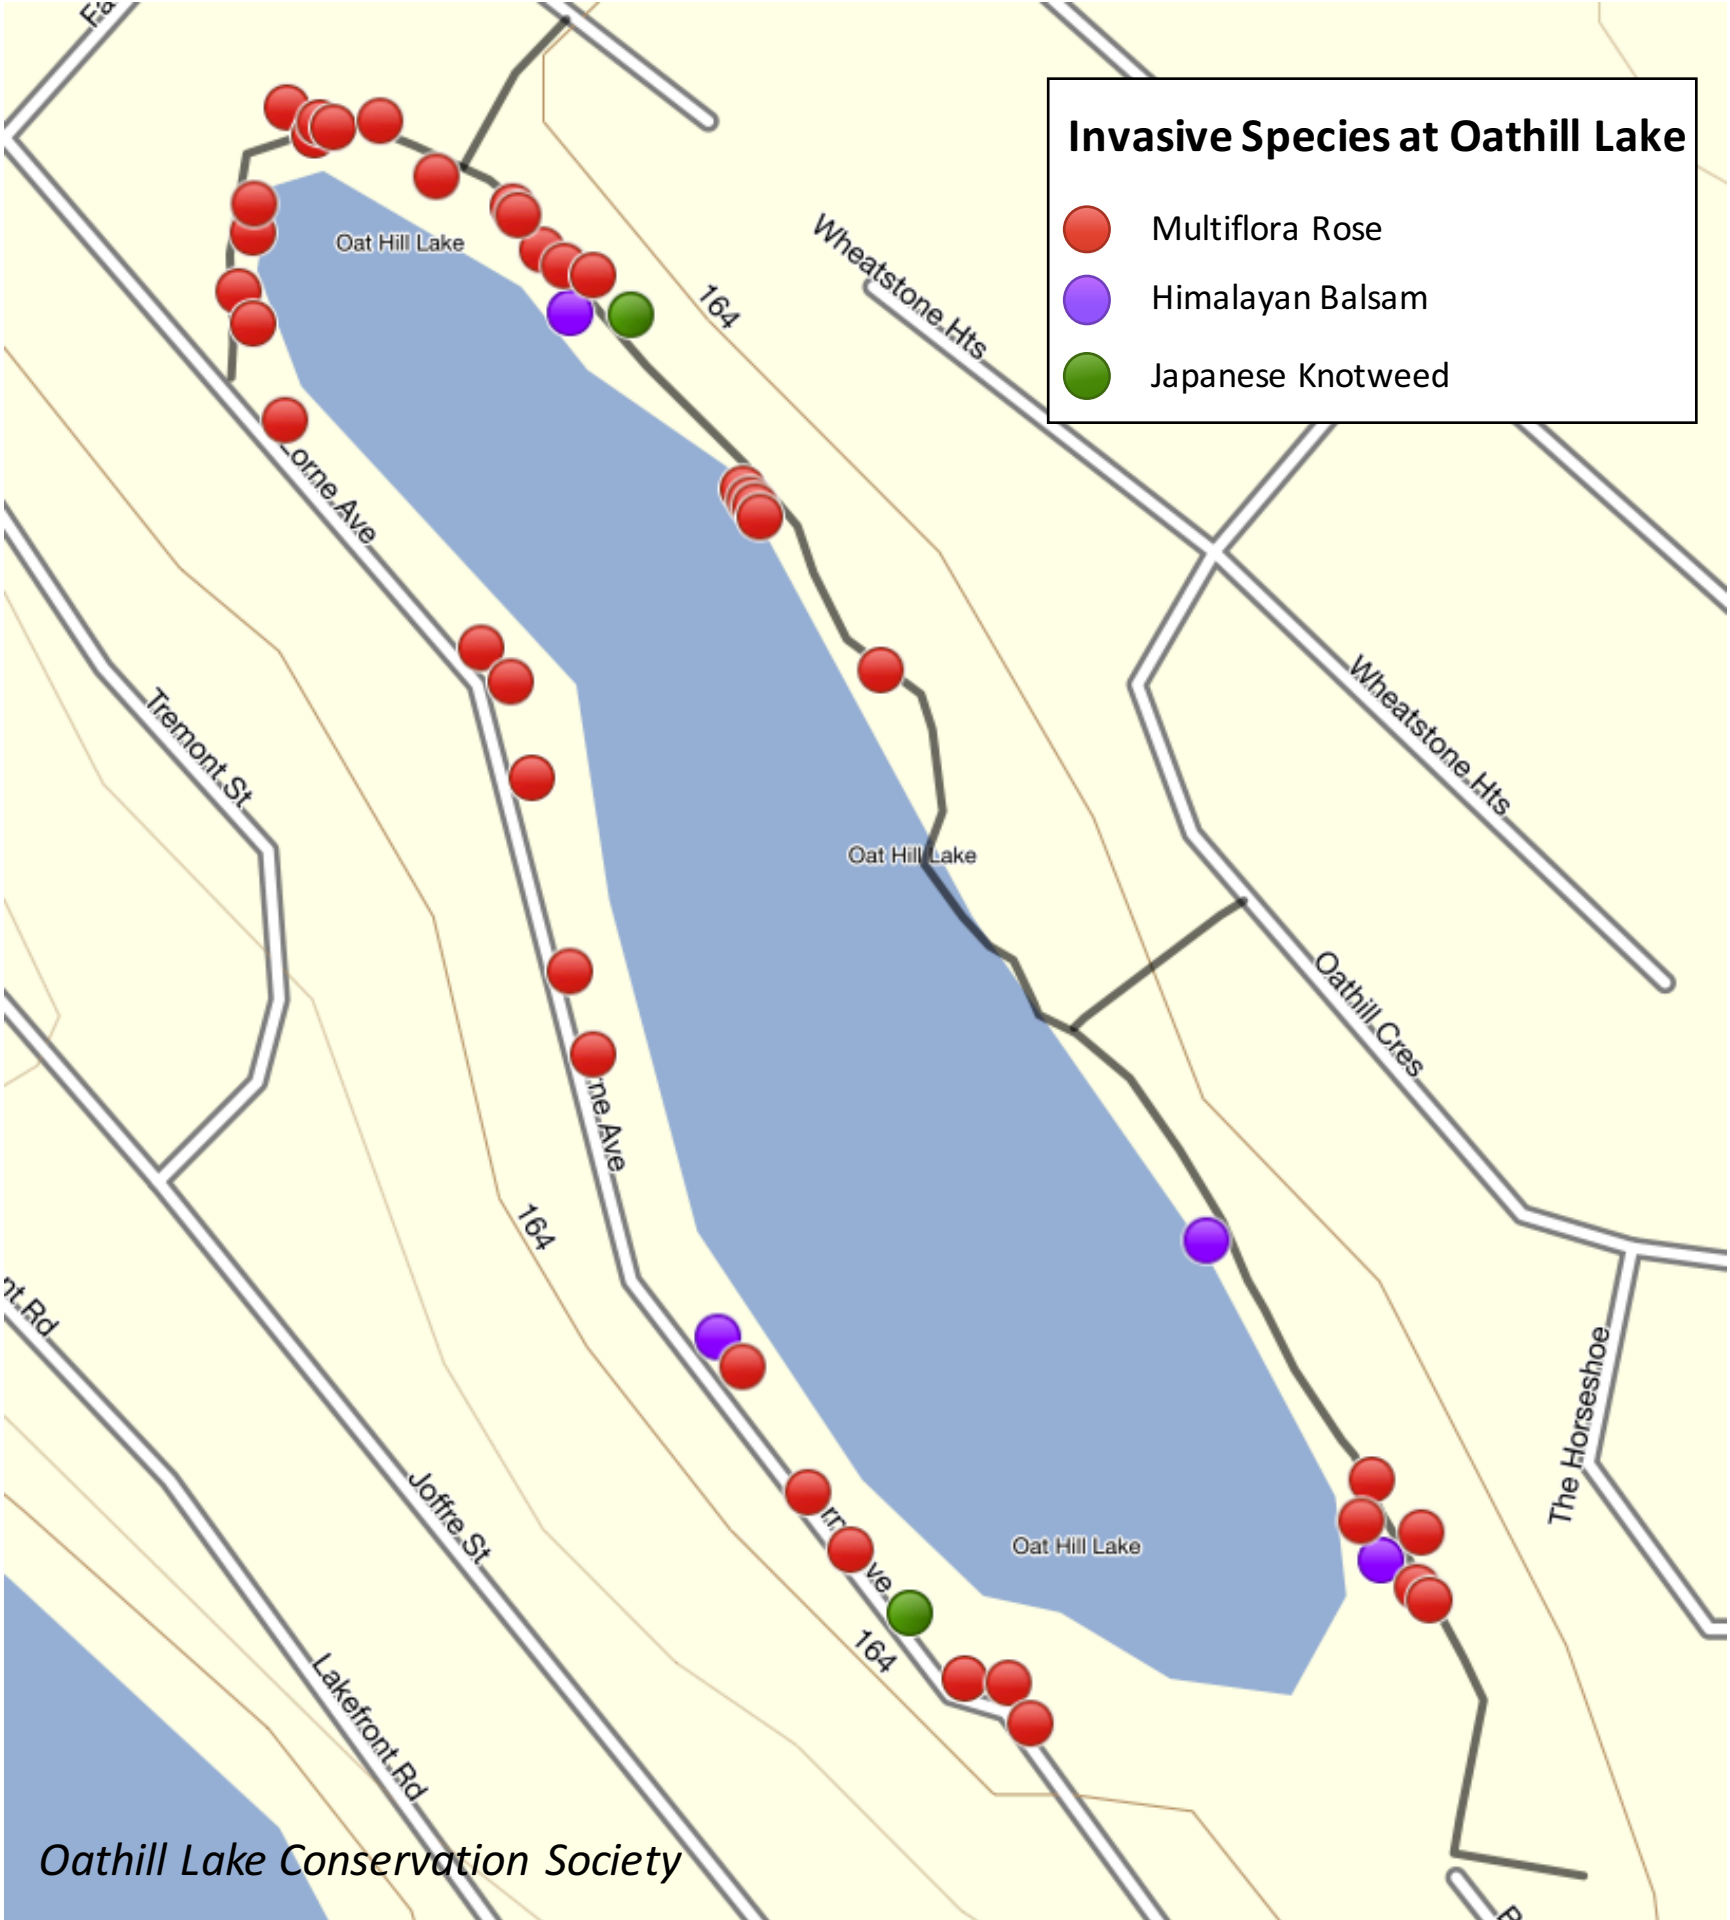 Fa
Invasive Species at Oathill Lake
Multiflora Rose
Himalayan Balsam
Japanese Knotweed
Oat Hill Lake
Wheatstone Hts
164
Lorne Ave
Wheatstone Hts
Tremont St
Oat Hill Lake
Oathill Cres
rne Ave
164
nt Rd
The Horseshoe
Joffre St
Oat Hill Lake
164
Lakefront Rd
Oathill Lake Conservation Society